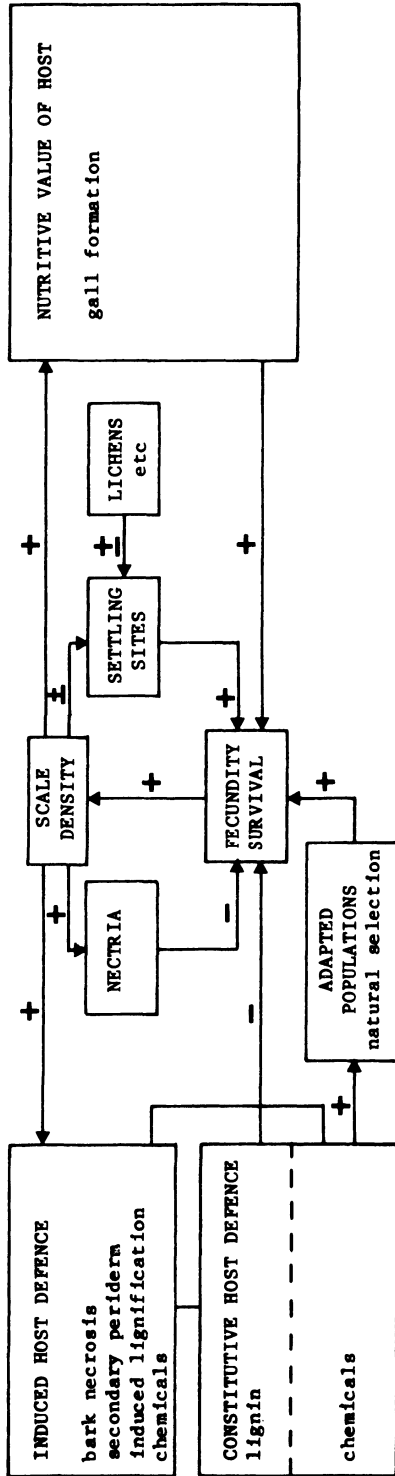 INDUCED HOST DEFENCE
bark necrosis
secondary periderm
induced lignification
chemicals
CONSTITUTIVE HOST DEFENCE
lignin
chemicals
+
+
NECTRIA
-
-
+
SCALE
DENSITY
+
FECUNDITY
SURVIVAL
ADAPTED
POPULATIONS
natural selection
+
±
SETTLING
SITES
+
±
LICHENS
etc
+
+
NUTRITIVE VALUE OF HOST
gall formation